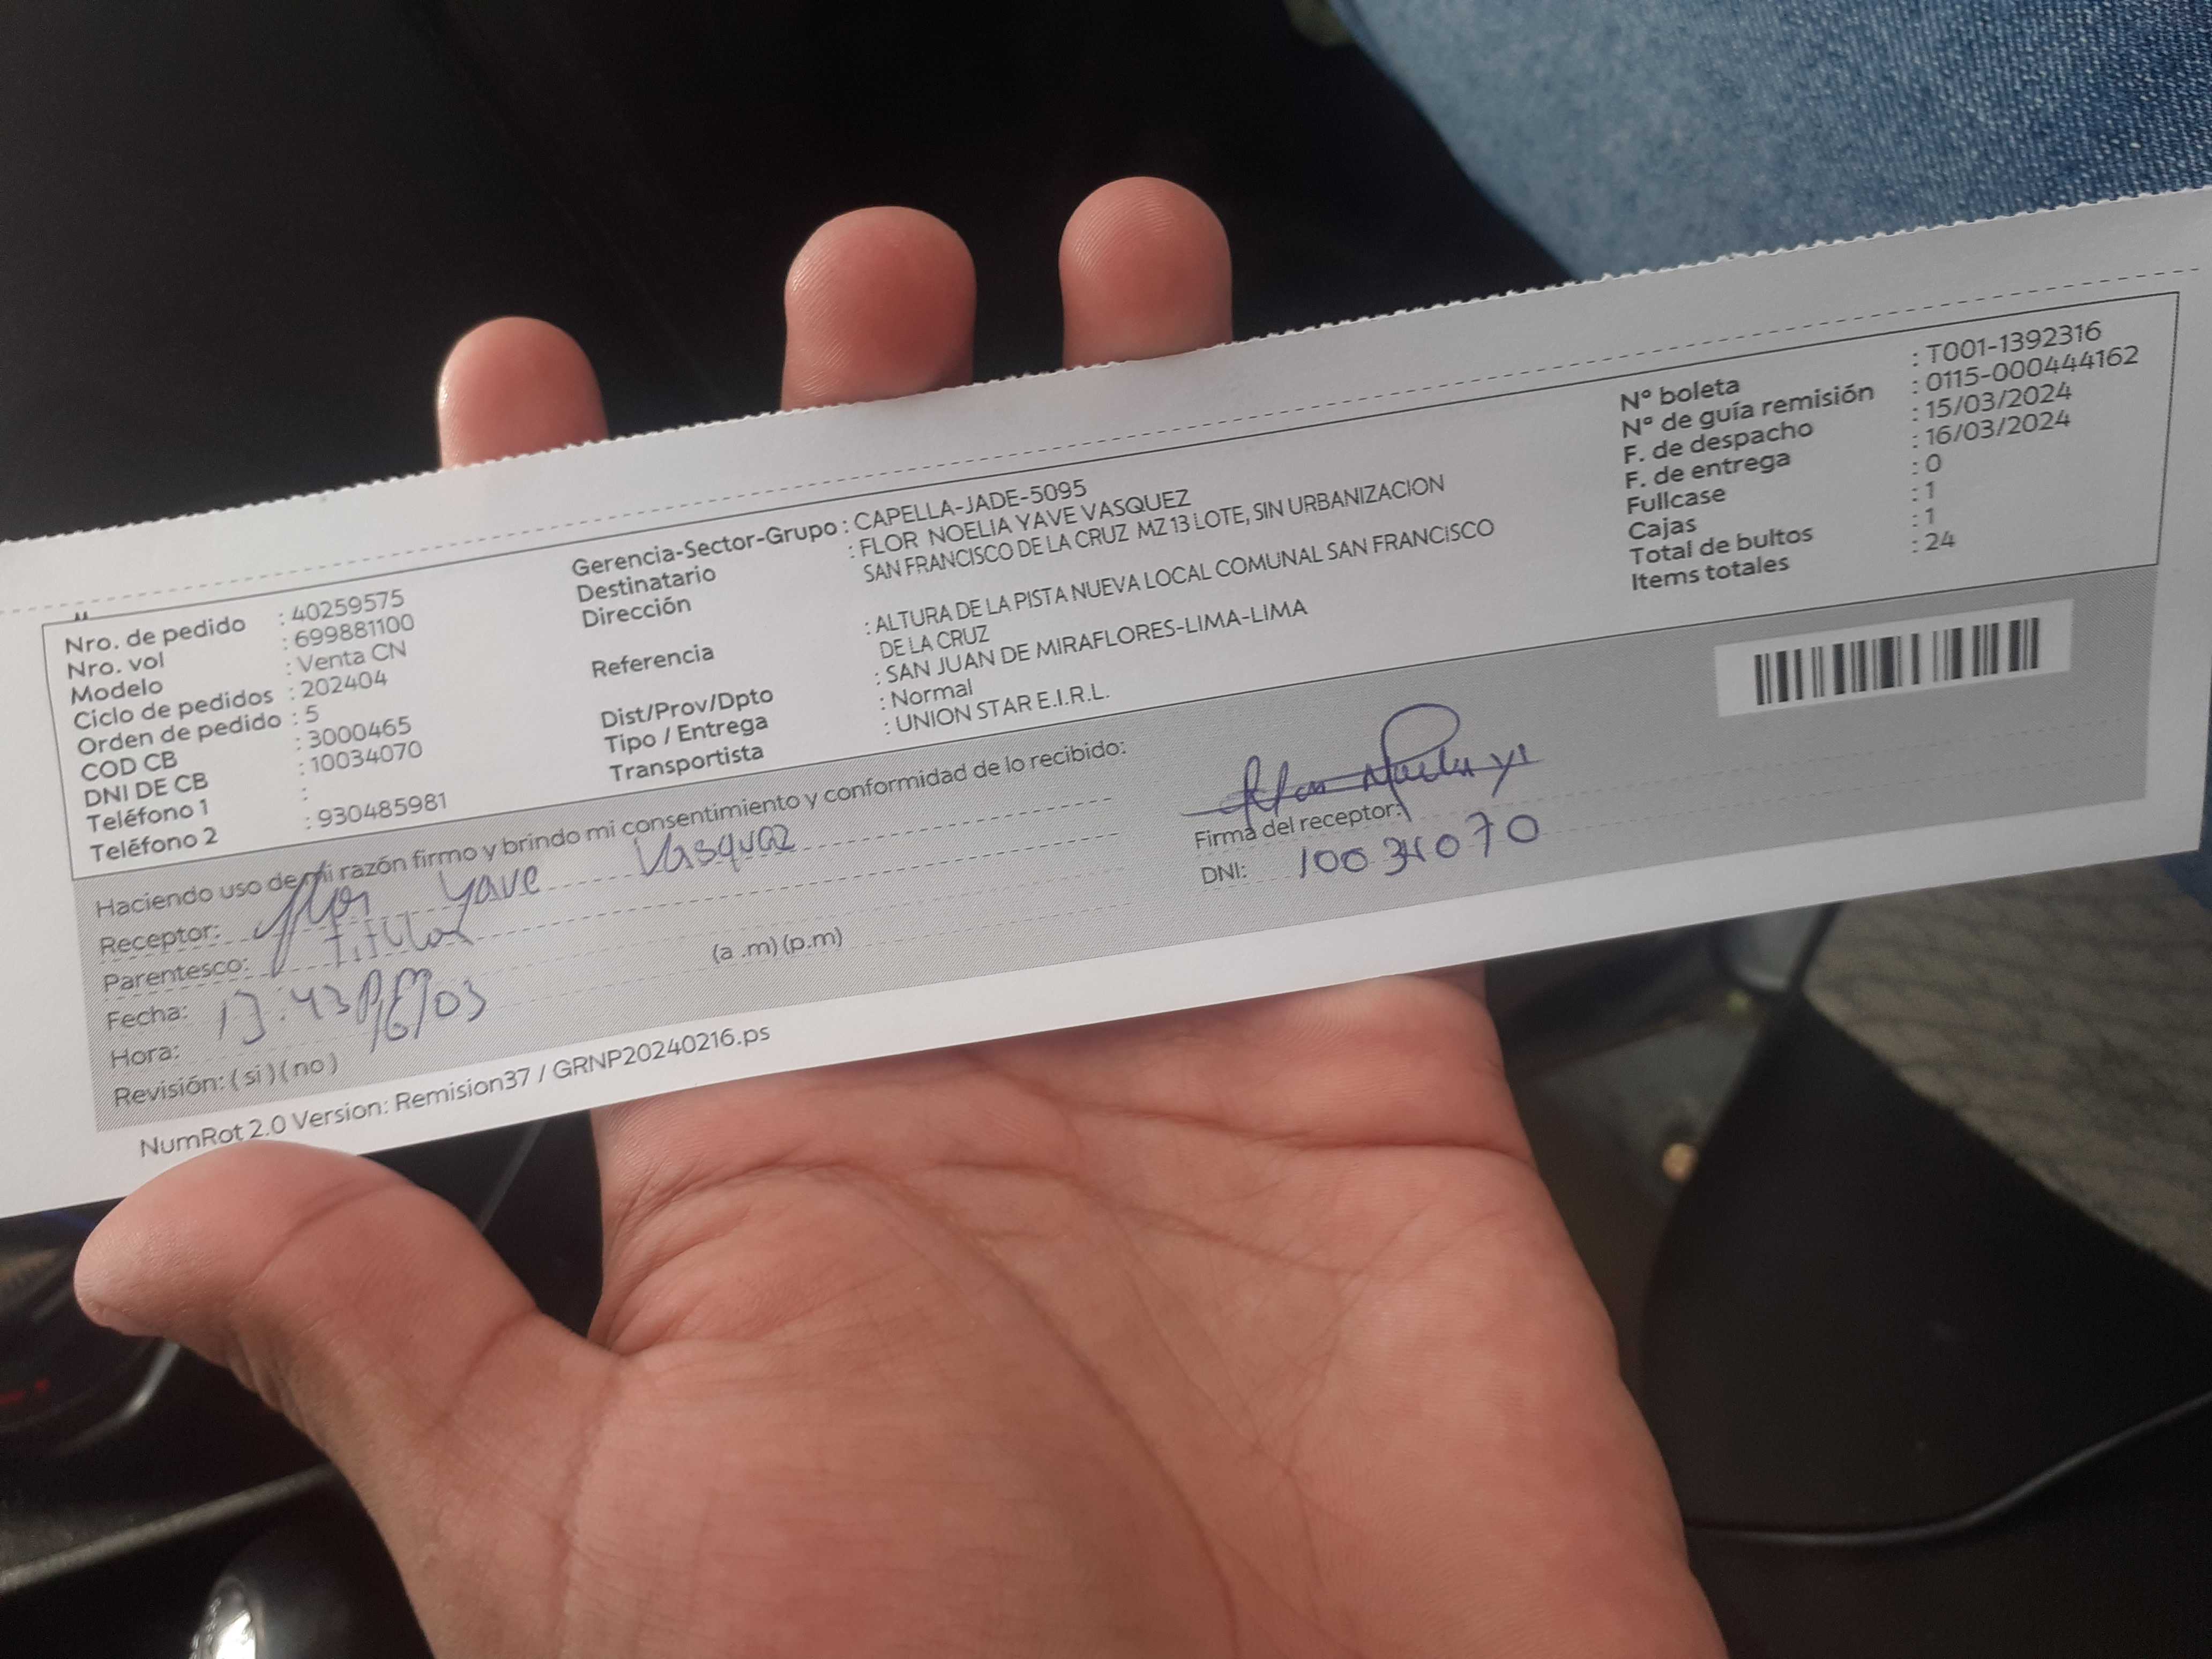 Nro. de pedido : 40259575
Nro. vol : 699881100
Modelo : Venta CN
Ciclo de pedidos : 202404
Orden de pedido : 5
COD CB : 3000465
DNI DE CB : 10034070
Teléfono 1 :
Teléfono 2 : 930485981
Gerencia-Sector-Grupo : CAPELLA-JADE-5095
Destinatario : FLOR NOELIA YAVE VASQUEZ
Dirección SAN FRANCISCO DE LA CRUZ MZ 13 LOTE, SIN URBANIZACION
Referencia : ALTURA DE LA PISTA NUEVA LOCAL COMUNAL SAN FRANCISCO
DE LA CRUZ
Dist/Prov/Dpto : SAN JUAN DE MIRAFLORES-LIMA-LIMA
Tipo / Entrega : Normal
Transportista : UNION STAR E.I.R.L.
Nº boleta : T001-1392316
Nº de guía remisión : 0115-000444162
F. de despacho : 15/03/2024
F. de entrega : 16/03/2024
Fullcase : 0
Cajas : 1
Total de bultos : 1
Items totales : 24
Haciendo uso de mi razón firmo y brindo mi consentimiento y conformidad de lo recibido:
Receptor: Flor Yave Vasquez
Parentesco: Titular
Fecha: 16/03
Hora: 13:43 (a .m) (p.m)
Revisión: ( si ) ( no )
Firma del receptor:
DNI: 10034070
NumRot 2.0 Version: Remision37 / GRNP20240216.ps